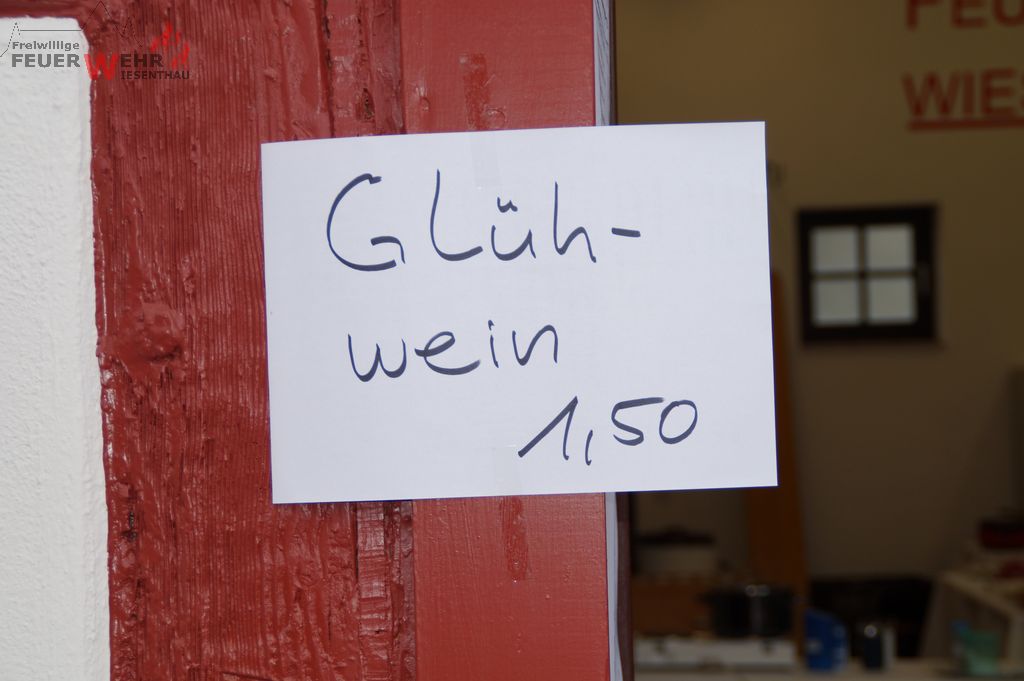 Freiwillige
FEUERWEHR
WIESENTHAU
Glüh-
wein
1,50